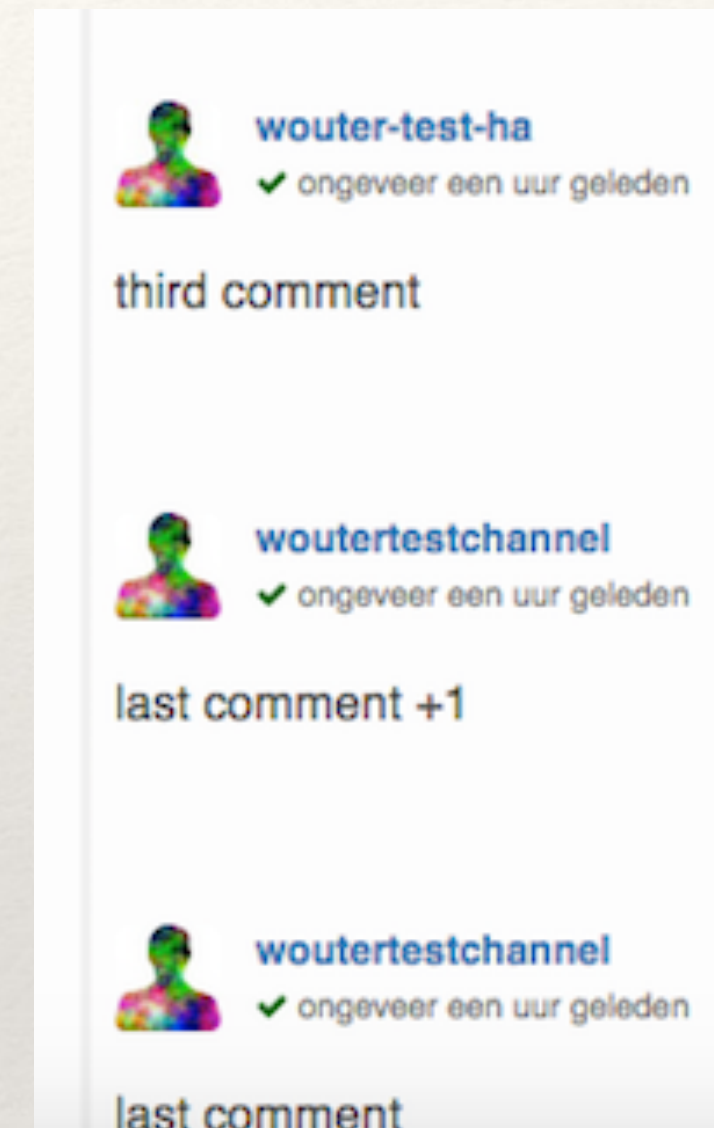 wouter-test-ha
ongeveer een uur geleden
third comment
woutertestchannel
ongeveer een uur geleden
last comment +1
woutertestchannel
ongeveer een uur geleden
last comment